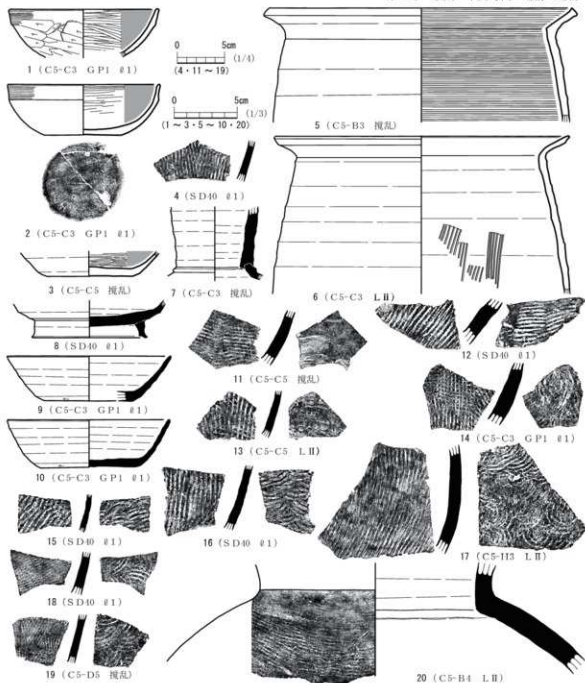 1 (C5-C3 GP1 ℓ1)
0 5cm
(1/4)
(4・11～19)
0 5cm
(1/3)
(1～3・5～10・20)
2 (C5-C3 GP1 ℓ1)
3 (C5-C5 撹乱)
4 (SD40 ℓ1)
5 (C5-B3 撹乱)
6 (C5-C3 LⅡ)
7 (C5-C3 撹乱)
8 (SD40 ℓ1)
9 (C5-C3 GP1 ℓ1)
10 (C5-C3 GP1 ℓ1)
11 (C5-C5 撹乱)
12 (SD40 ℓ1)
13 (C5-C5 LⅡ)
14 (C5-C3 GP1 ℓ1)
15 (SD40 ℓ1)
16 (SD40 ℓ1)
17 (C5-H3 LⅡ)
18 (SD40 ℓ1)
19 (C5-D5 撹乱)
20 (C5-B4 LⅡ)